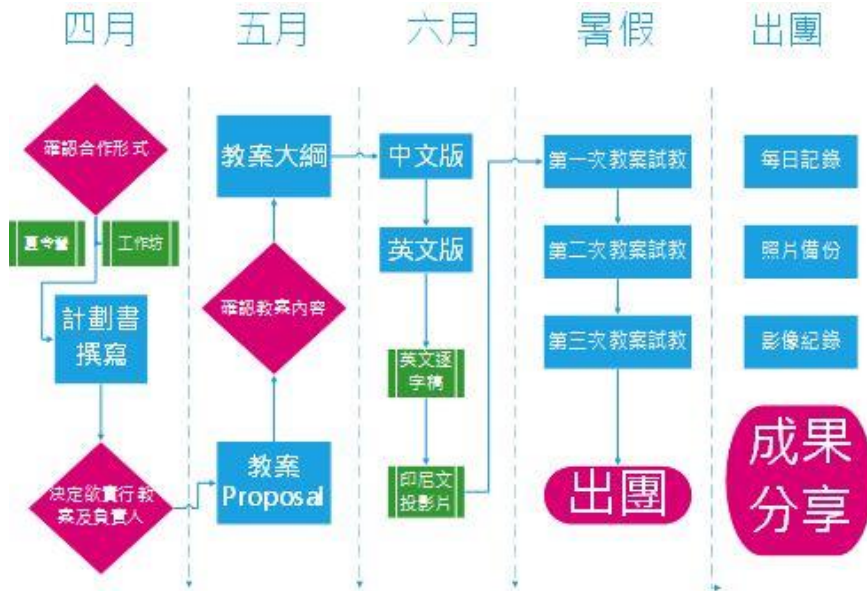 四月
五月
六月
暑假
出團
確認合作形式
夏令營
工作坊
計劃書
撰寫
決定欲實行教
案及負責人
教案大綱
確認教案內容
教案
Proposal
中文版
英文版
英文逐
字稿
印尼文
投影片
第一次教案試教
第二次教案試教
第三次教案試教
出團
每日記錄
照片備份
影像紀錄
成果
分享